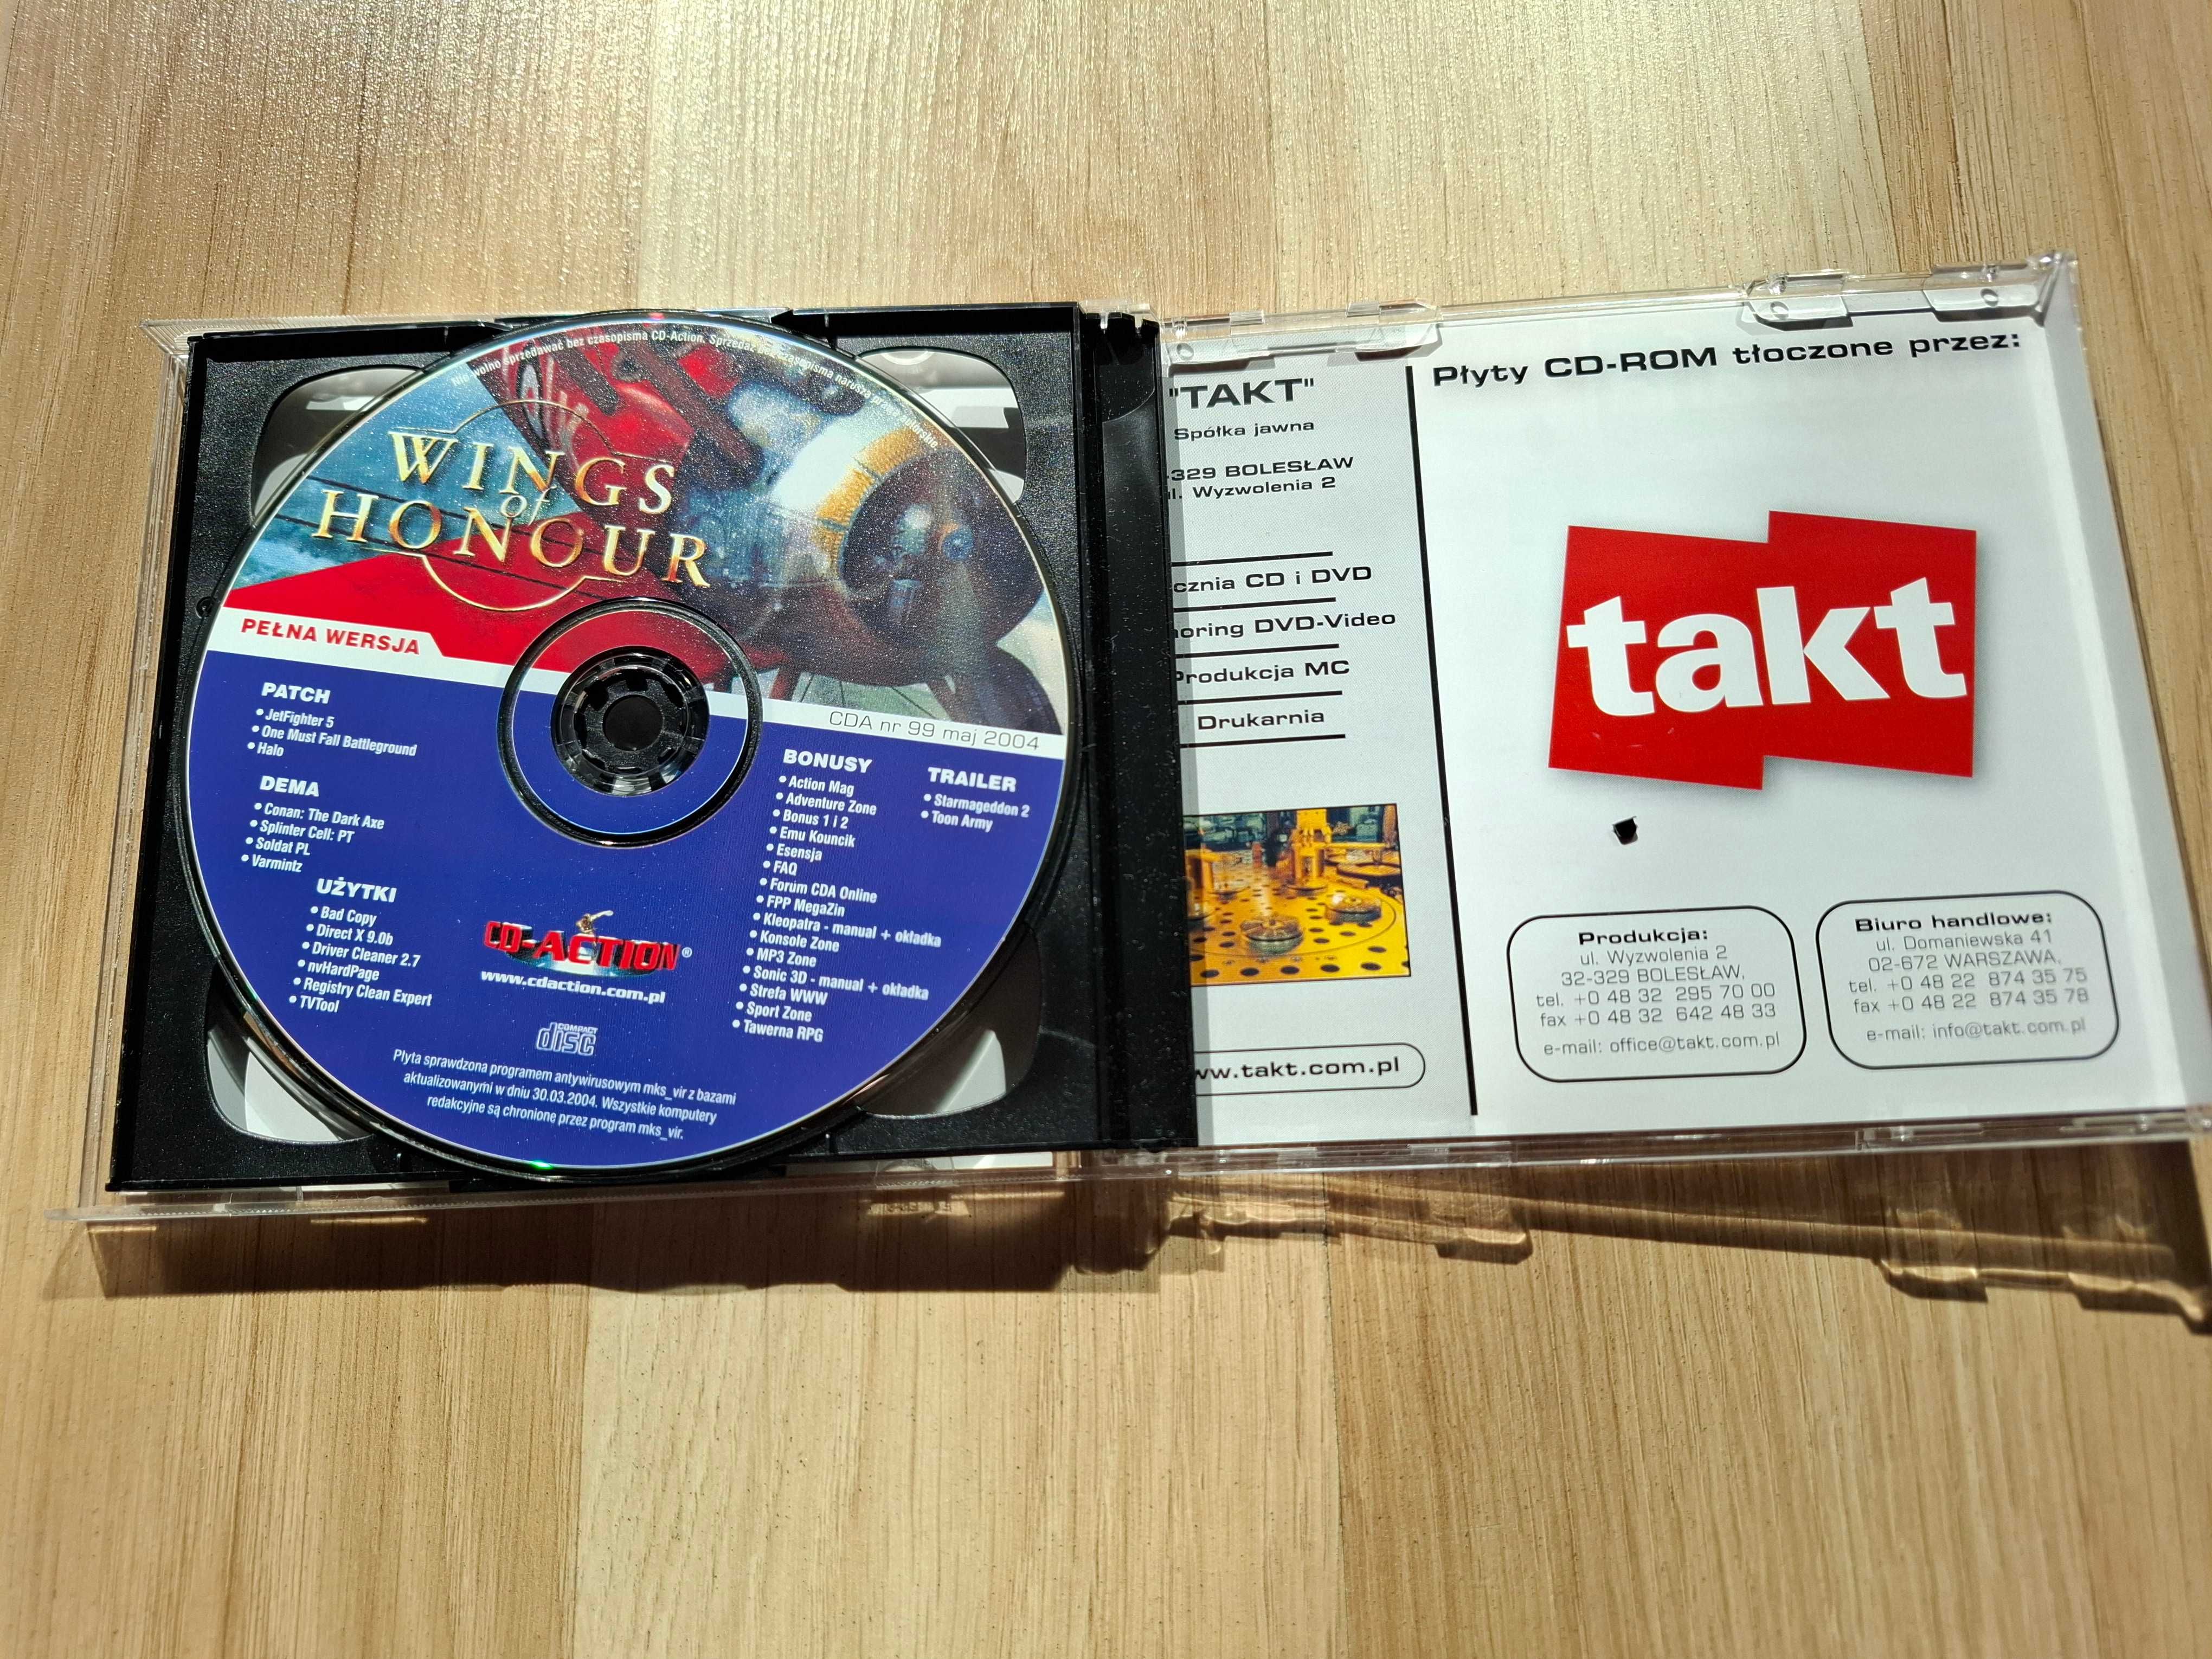 Nie wolno sprzedawać bez czasopisma CD-Action. Sprzedaż bez czasopisma narusza prawa autorskie
WINGS
of
HONOUR
PEŁNA WERSJA
CDA nr 99 maj 2004
PATCH
• JetFighter 5
• One Must Fall Battleground
• Halo
DEMA
• Conan: The Dark Axe
• Splinter Cell: PT
• Soldat PL
• Varmintz
UŻYTKI
• Bad Copy
• Direct X 9.0b
• Driver Cleaner 2.7
• nvHardPage
• Registry Clean Expert
• TVTool
BONUSY
• Action Mag
• Adventure Zone
• Bonus 1 i 2
• Emu Kouncik
• Esensja
• FAQ
• Forum CDA Online
• FPP MegaZin
• Kleopatra - manual + okładka
• Konsole Zone
• MP3 Zone
• Sonic 3D - manual + okładka
• Strefa WWW
• Sport Zone
• Tawerna RPG
TRAILER
• Starmageddon 2
• Toon Army
CD-ACTION®
www.cdaction.com.pl
COMPACT
disc
Płyta sprawdzona programem antywirusowym mks_vir z bazami
aktualizowanymi w dniu 30.03.2004. Wszystkie komputery
redakcyjne są chronione przez program mks_vir.
"TAKT"
Spółka jawna
-329 BOLESŁAW
ul. Wyzwolenia 2
cznia CD i DVD
horing DVD-Video
Produkcja MC
Drukarnia
ww.takt.com.pl
Płyty CD-ROM tłoczone przez:
takt
Produkcja:
ul. Wyzwolenia 2
32-329 BOLESŁAW,
tel. +0 48 32 295 70 00
fax +0 48 32 642 48 33
e-mail: office@takt.com.pl
Biuro handlowe:
ul. Domaniewska 41
02-672 WARSZAWA,
tel. +0 48 22 874 35 75
fax +0 48 22 874 35 78
e-mail: info@takt.com.pl